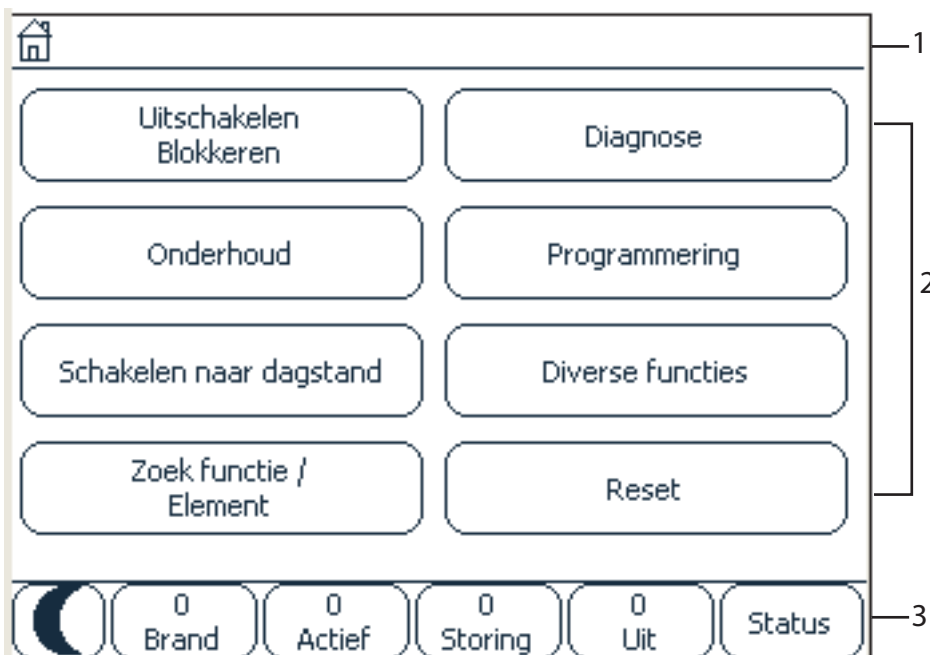 1
Uitschakelen
Blokkeren
Diagnose
Onderhoud
Programmering
2
Schakelen naar dagstand
Diverse functies
Zoek functie /
Element
Reset
0
Brand
0
Actief
0
Storing
0
Uit
Status
3